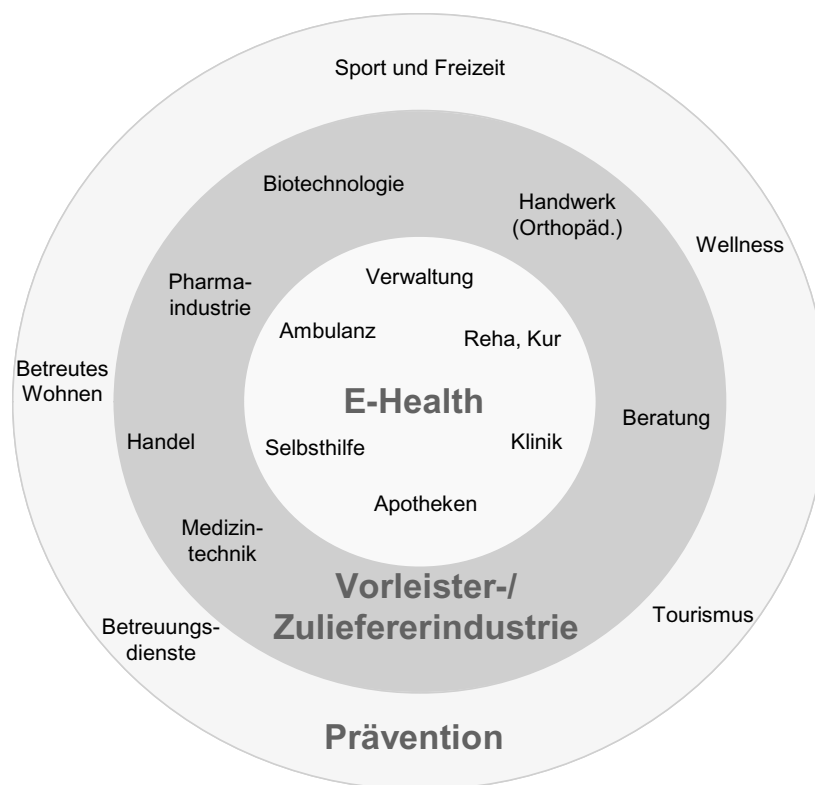 Sport und Freizeit
Biotechnologie
Handwerk
(Orthopäd.)
Wellness
Verwaltung
Pharma-
industrie
Ambulanz
Reha, Kur
Betreutes
Wohnen
E-Health
Beratung
Handel
Selbsthilfe
Klinik
Apotheken
Medizin-
technik
Vorleister-/
Zuliefererindustrie
Tourismus
Betreuungs-
dienste
Prävention